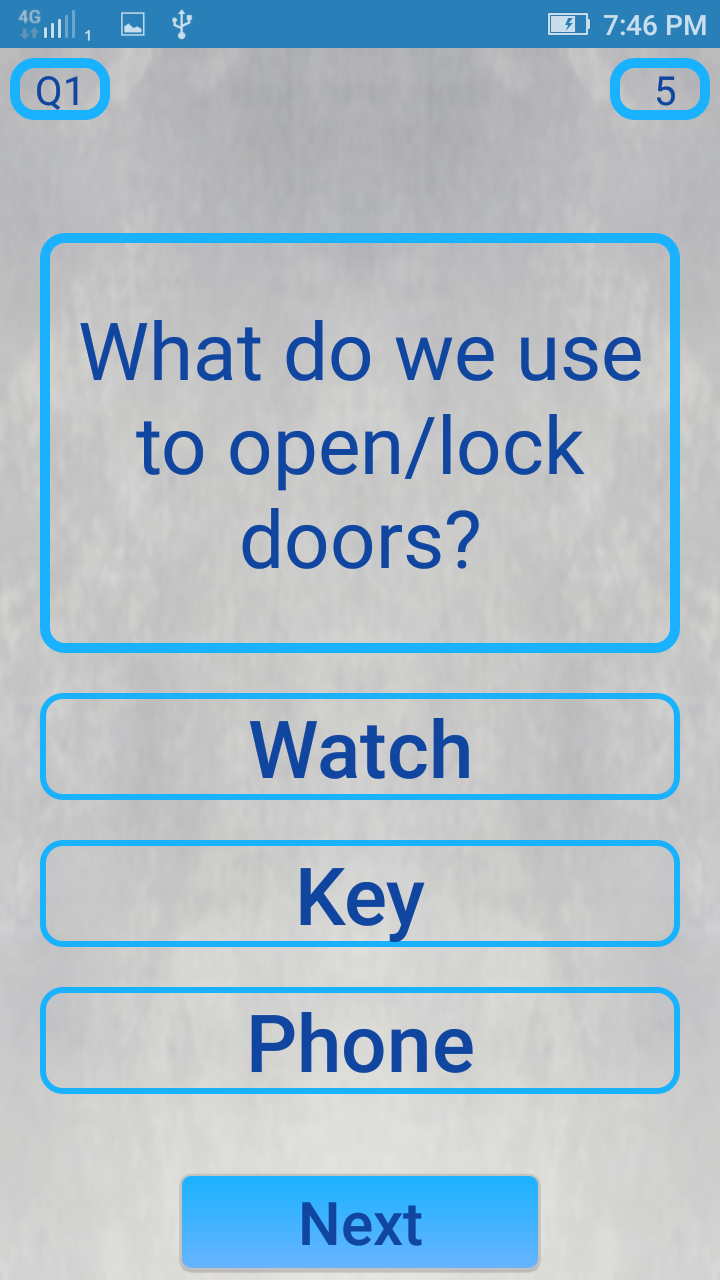 4G 1 7:46 PM
Q1 5
What do we use
to open/lock
doors?
Watch
Key
Phone
Next